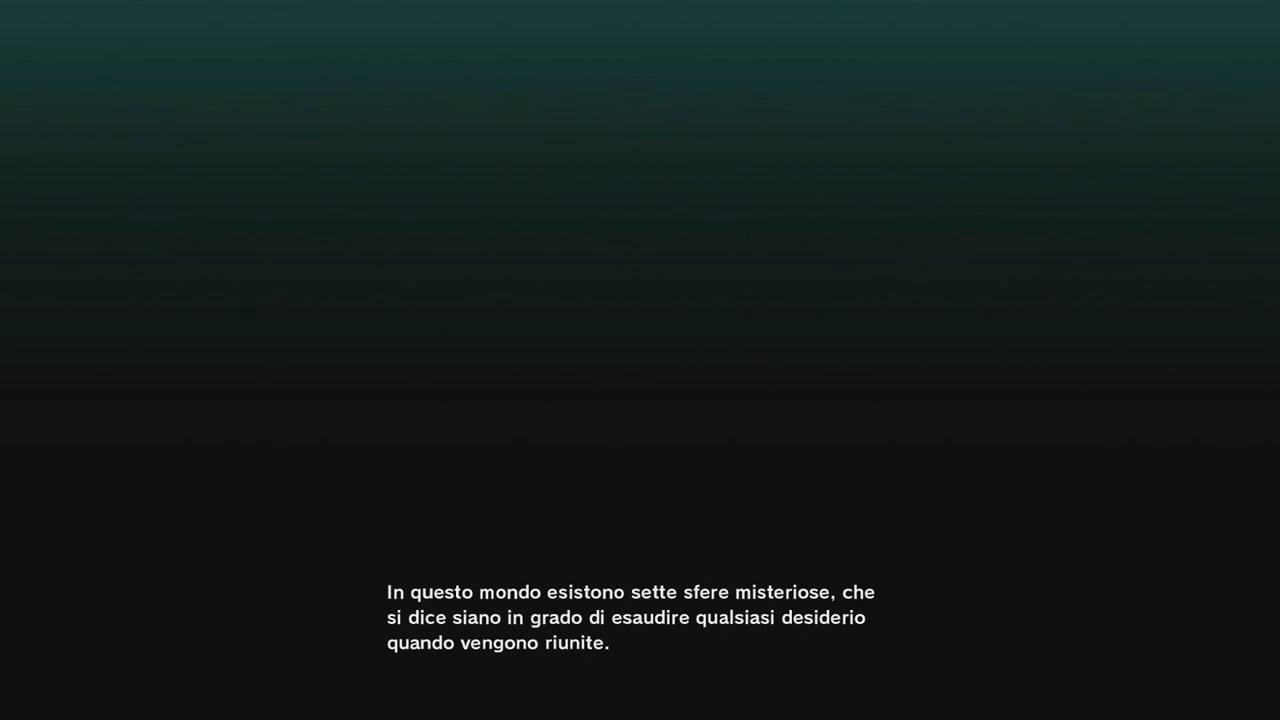 In questo mondo esistono sette sfere misteriose, che
si dice siano in grado di esaudire qualsiasi desiderio
quando vengono riunite.